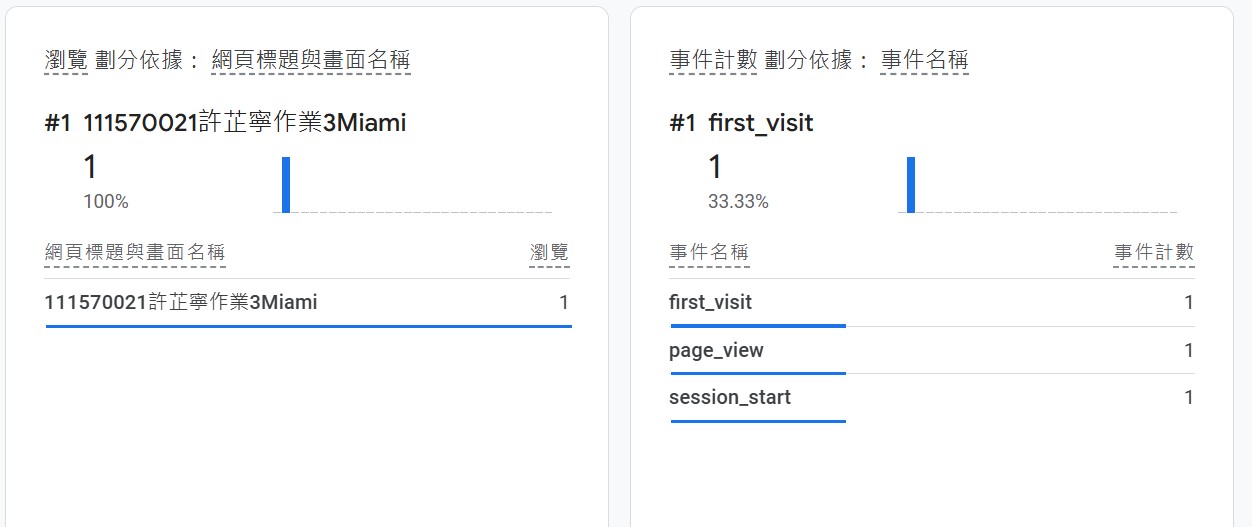 瀏覽 劃分依據： 網頁標題與畫面名稱
#1 111570021許芷寧作業3Miami
1
100%
網頁標題與畫面名稱 瀏覽
111570021許芷寧作業3Miami 1
事件計數 劃分依據： 事件名稱
#1 first_visit
1
33.33%
事件名稱 事件計數
first_visit 1
page_view 1
session_start 1